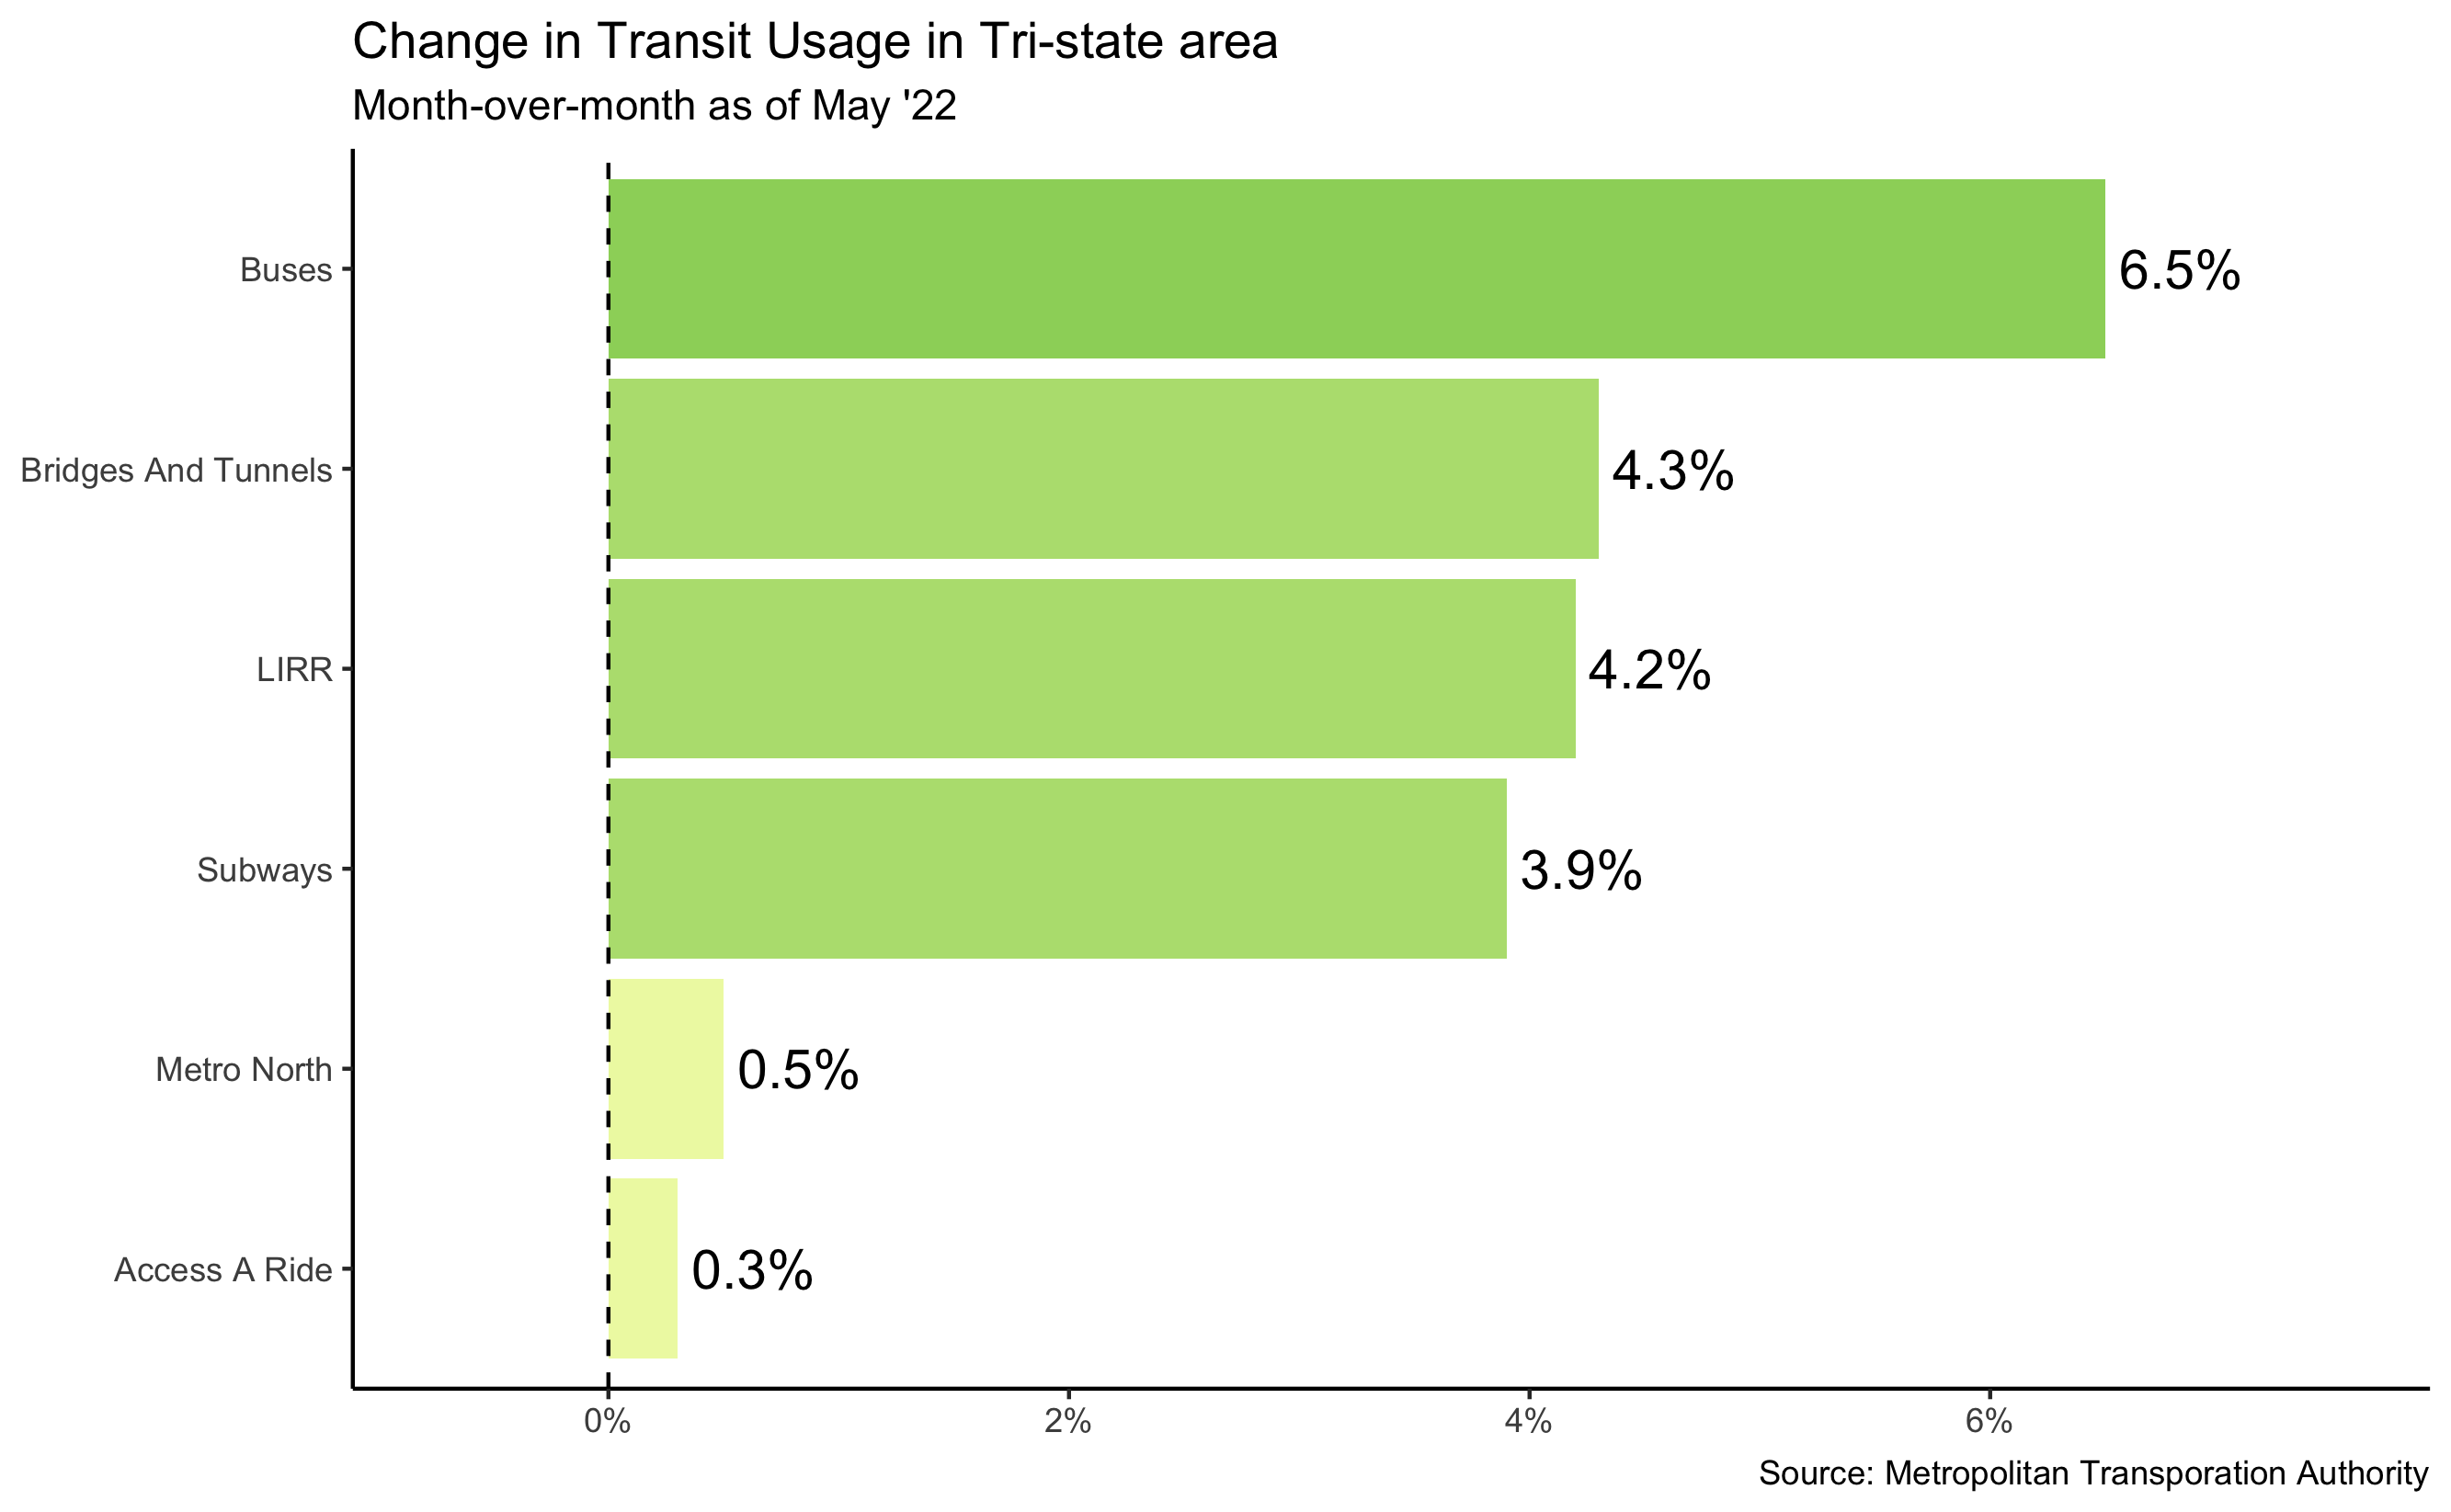 Change in Transit Usage in Tri-state area
Month-over-month as of May '22
Buses 6.5%
Bridges And Tunnels 4.3%
LIRR 4.2%
Subways 3.9%
Metro North 0.5%
Access A Ride 0.3%
0% 2% 4% 6%
Source: Metropolitan Transporation Authority